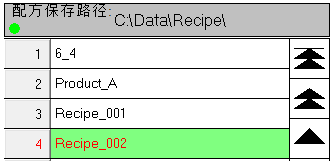 配方保存路径:
C:\Data\Recipe\
1 6_4
2 Product_A
3 Recipe_001
4 Recipe_002